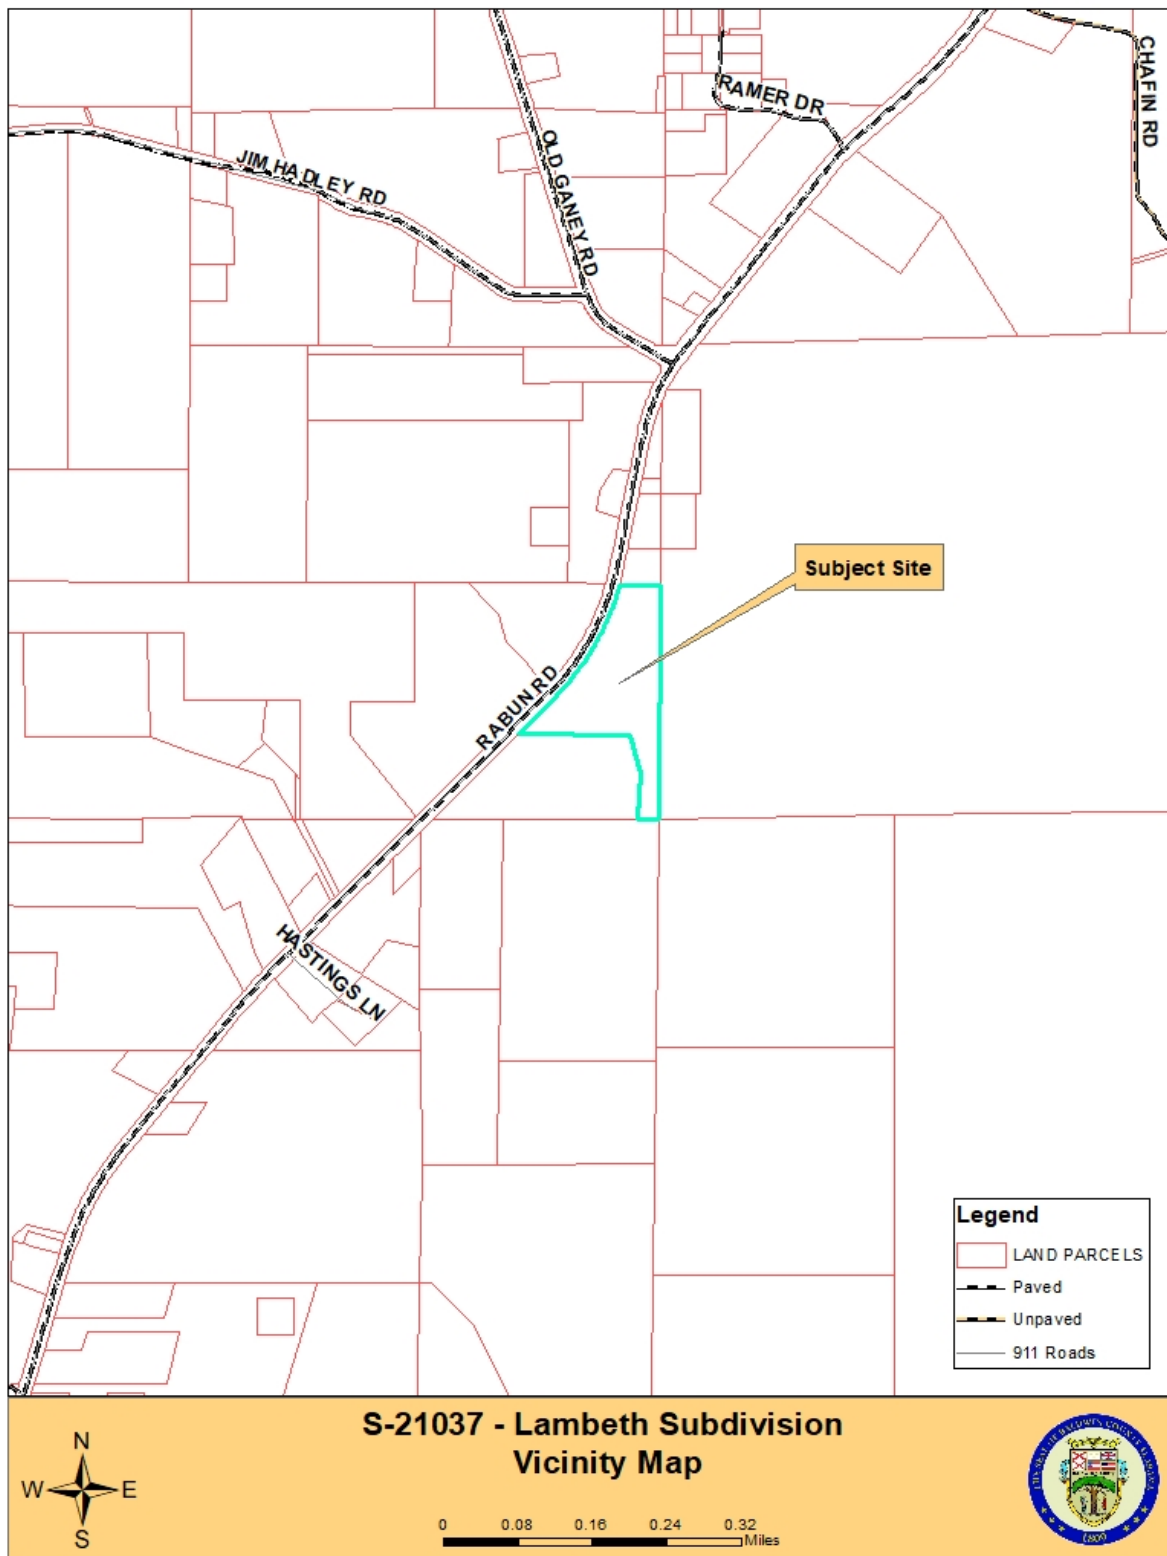 CHAFIN RD
RAMER DR
OLD GANEY RD
JIM HADLEY RD
Subject Site
RABUN RD
HASTINGS LN
Legend
LAND PARCELS
Paved
Unpaved
911 Roads
S-21037 - Lambeth Subdivision
Vicinity Map
N
W E
S
0 0.08 0.16 0.24 0.32
Miles
1809